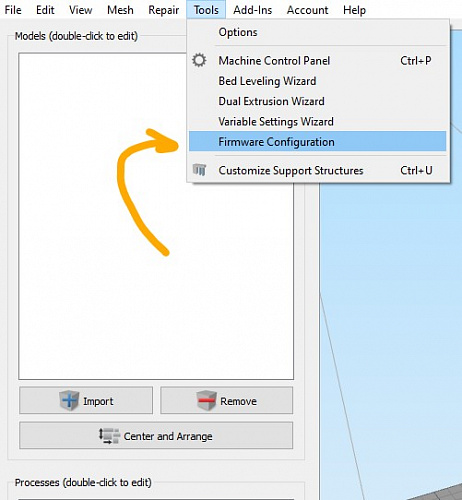 File Edit View Mesh Repair Tools Add-Ins Account Help
Models (double-click to edit)
Options
Machine Control Panel Ctrl+P
Bed Leveling Wizard
Dual Extrusion Wizard
Variable Settings Wizard
Firmware Configuration
Customize Support Structures Ctrl+U
Import Remove
Center and Arrange
Processes (double-click to edit)